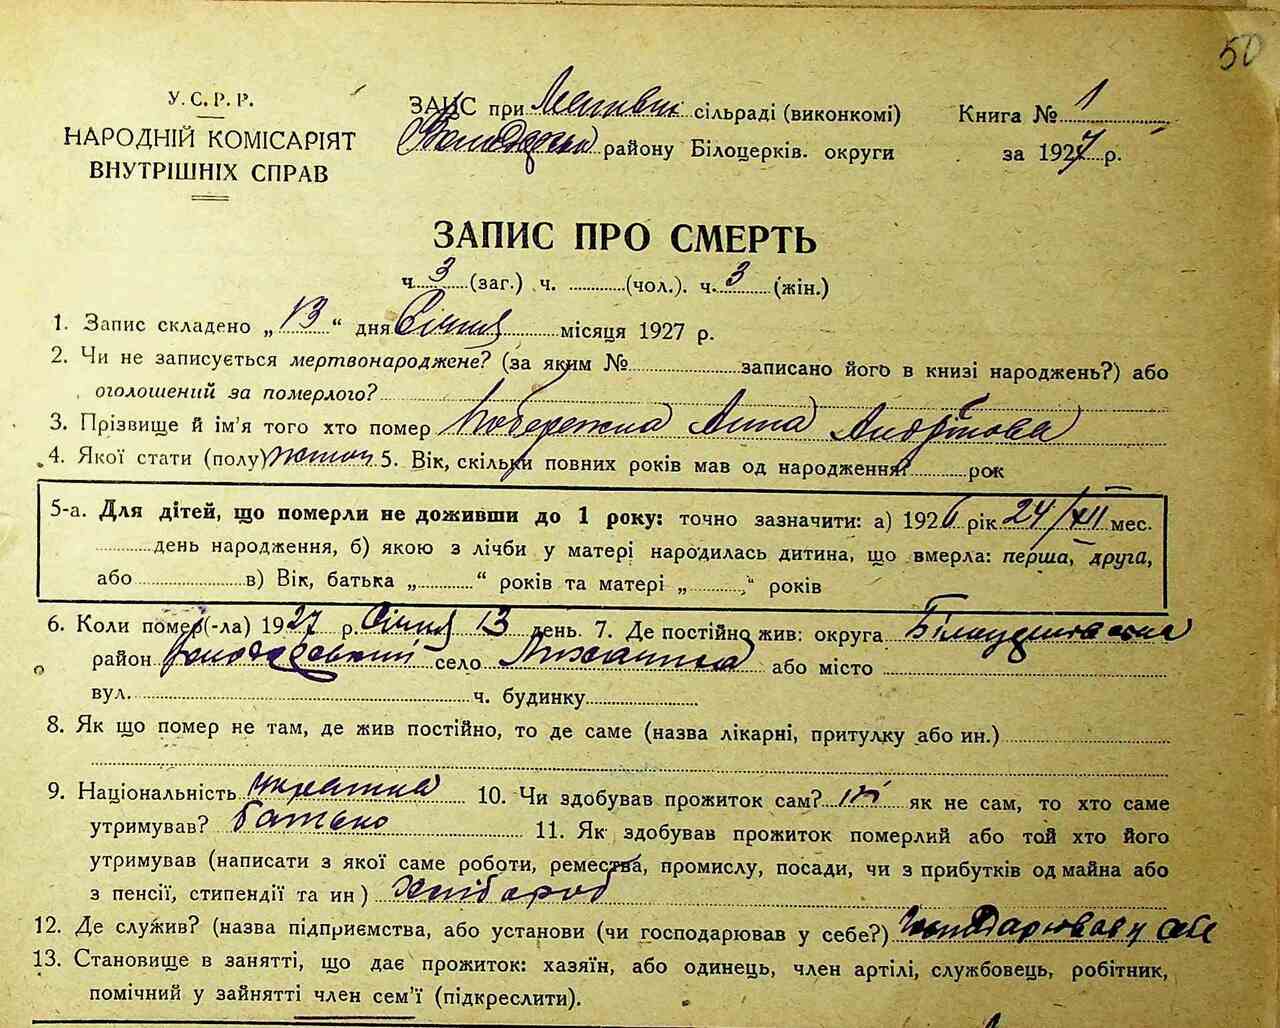 50
У.С.Р.Р.
НАРОДНІЙ КОМІСАРІЯТ
ВНУТРІШНІХ СПРАВ
ЗАГС при сільраді (виконкомі)
Володарськ району Білоцерків. округи
Книга № 1
за 1927 р.
ЗАПИС ПРО СМЕРТЬ
ч. 3 (заг.) ч. (чол.). ч. 3 (жін.)
1. Запис складено „13“ дня Січня місяця 1927 р.
2. Чи не записується мертвонароджене? (за яким № записано його в книзі народжень?) або
оголошений за померлого?
3. Прізвище й ім'я того хто помер Побережна Анна
4. Якої стати (полу) 5. Вік, скільки повних років мав од народження? рок
5-а. Для дітей, що померли не доживши до 1 року: точно зазначити: а) 1926 рік 24/XII мес.
день народження, б) якою з лічби у матері народилась дитина, що вмерла: перша, друга,
або в) Вік, батька „ “ років та матері „ “ років
6. Коли помер(-ла) 1927 р. Січня 13 день. 7. Де постійно жив: округа
район Володарський село або місто
вул. ч. будинку
8. Як що помер не там, де жив постійно, то де саме (назва лікарні, притулку або ин.)
9. Національність українка 10. Чи здобував прожиток сам? ні як не сам, то хто саме
утримував? батько 11. Як здобував прожиток померлий або той хто його
утримував (написати з якої саме роботи, ремества, промислу, посади, чи з прибутків од майна або
з пенсії, стипендії та ин) хлібороб
12. Де служив? (назва підприємства, або установи (чи господарював у себе?) господарював у себе
13. Становище в занятті, що дає прожиток: хазяїн, або одинець, член артілі, службовець, робітник,
помічний у зайнятті член сем'ї (підкреслити).